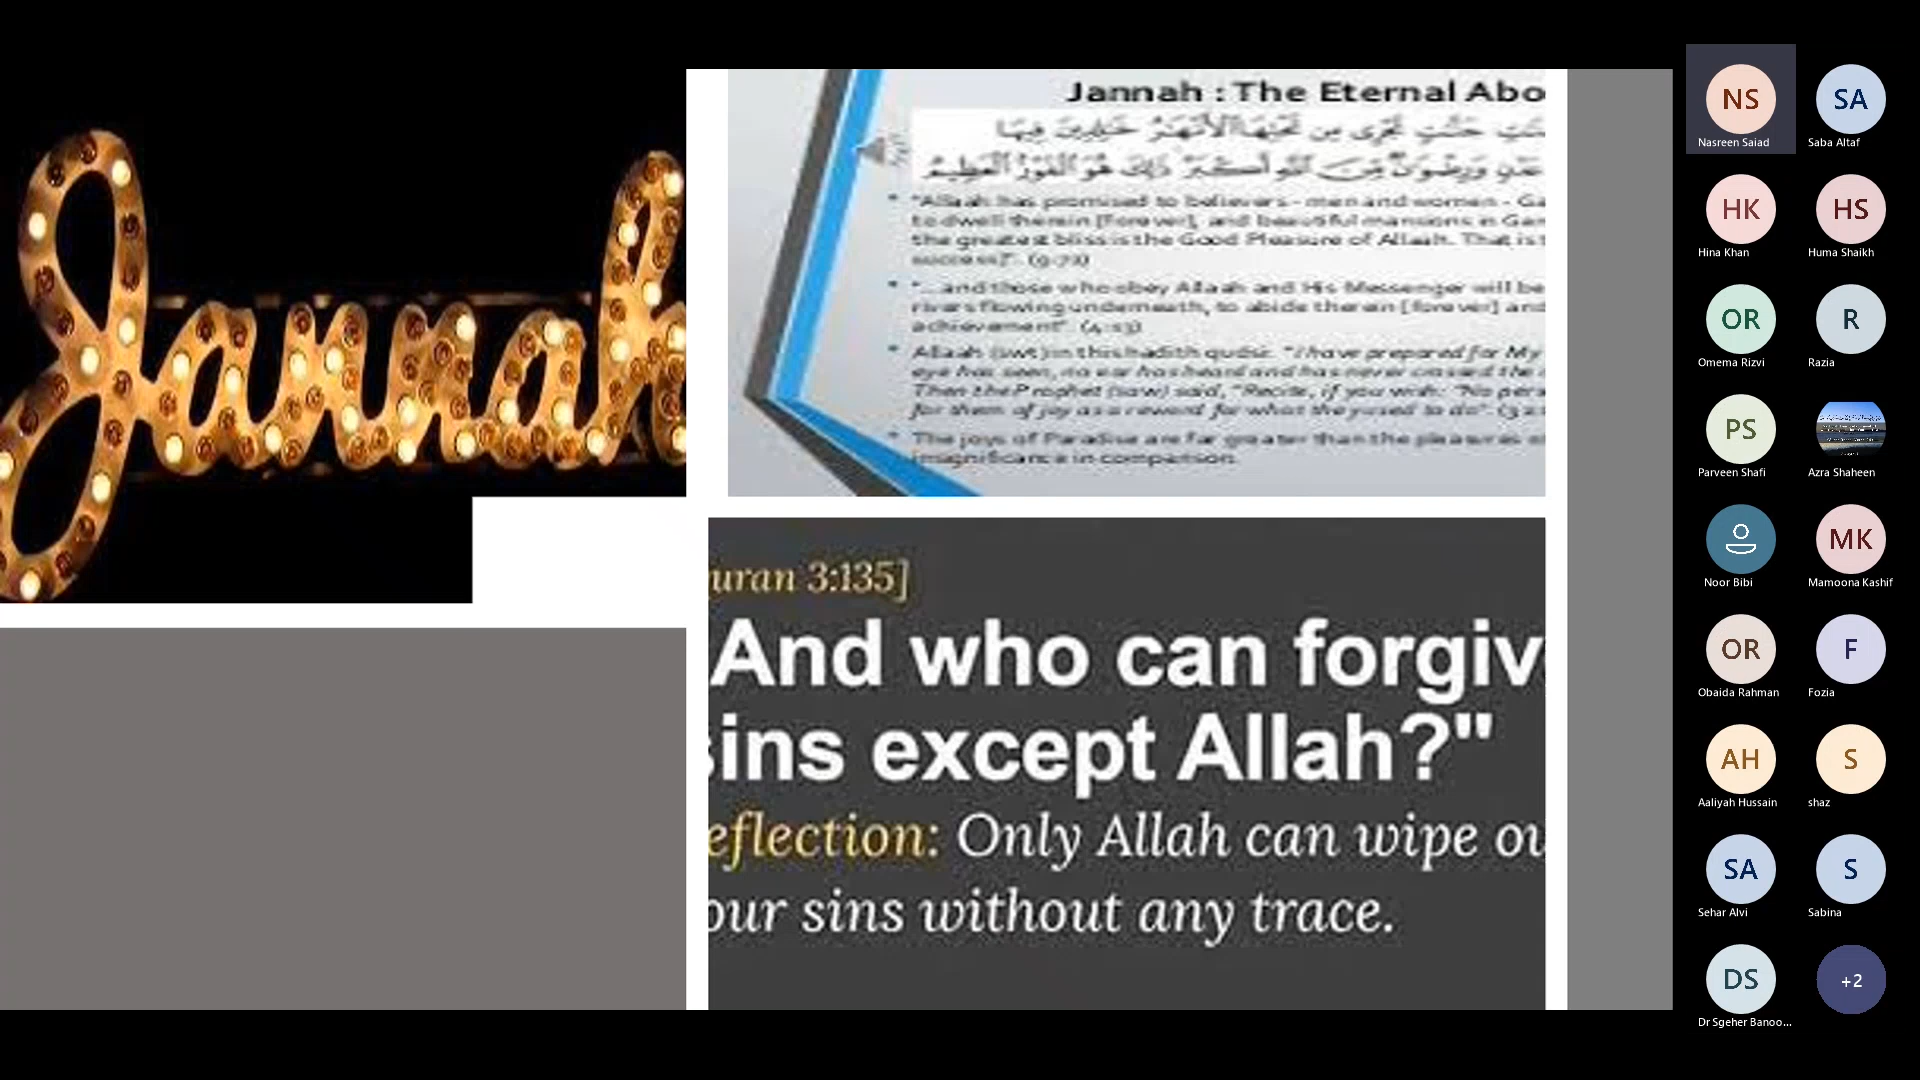 Jannah
Jannah : The Eternal Abo
"Allaah has promised to believers - men and women - Ga
to dwell therein [forever], and beautiful mansions in Gar
the greatest bliss is the Good Pleasure of Allaah. That is t
success]". (9:72)
"...and those who obey Allaah and His Messenger will be
rivers flowing underneath, to abide therein [forever] and
achievement". (4:13)
Allaah (swt) in this hadith qudsi: "I have prepared for My
eye has seen, no ear has heard and has never crossed the
Then the Prophet (saw) said, "Recite, if you wish: "No pers
for them of joy as a reward for what they used to do". (32:
The joys of Paradise are far greater than the pleasures of
insignificance in comparison.
uran 3:135]
And who can forgiv
sins except Allah?"
eflection: Only Allah can wipe ou
our sins without any trace.
NS
Nasreen Saiad
SA
Saba Altaf
HK
Hina Khan
HS
Huma Shaikh
OR
Omema Rizvi
R
Razia
PS
Parveen Shafi
Azra Shaheen
Noor Bibi
MK
Mamoona Kashif
OR
Obaida Rahman
F
Fozia
AH
Aaliyah Hussain
S
shaz
SA
Sehar Alvi
S
Sabina
DS
Dr Sgeher Banoo...
+2